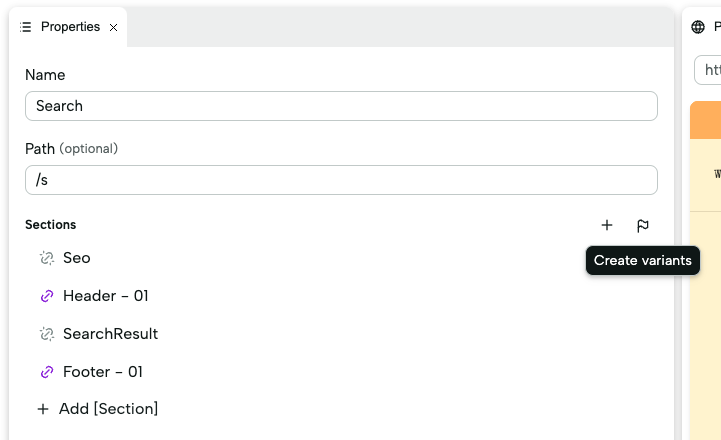 Properties
P
Name
htt
Search
Path (optional)
/s
W
Sections
Create variants
Seo
Header - 01
SearchResult
Footer - 01
Add [Section]